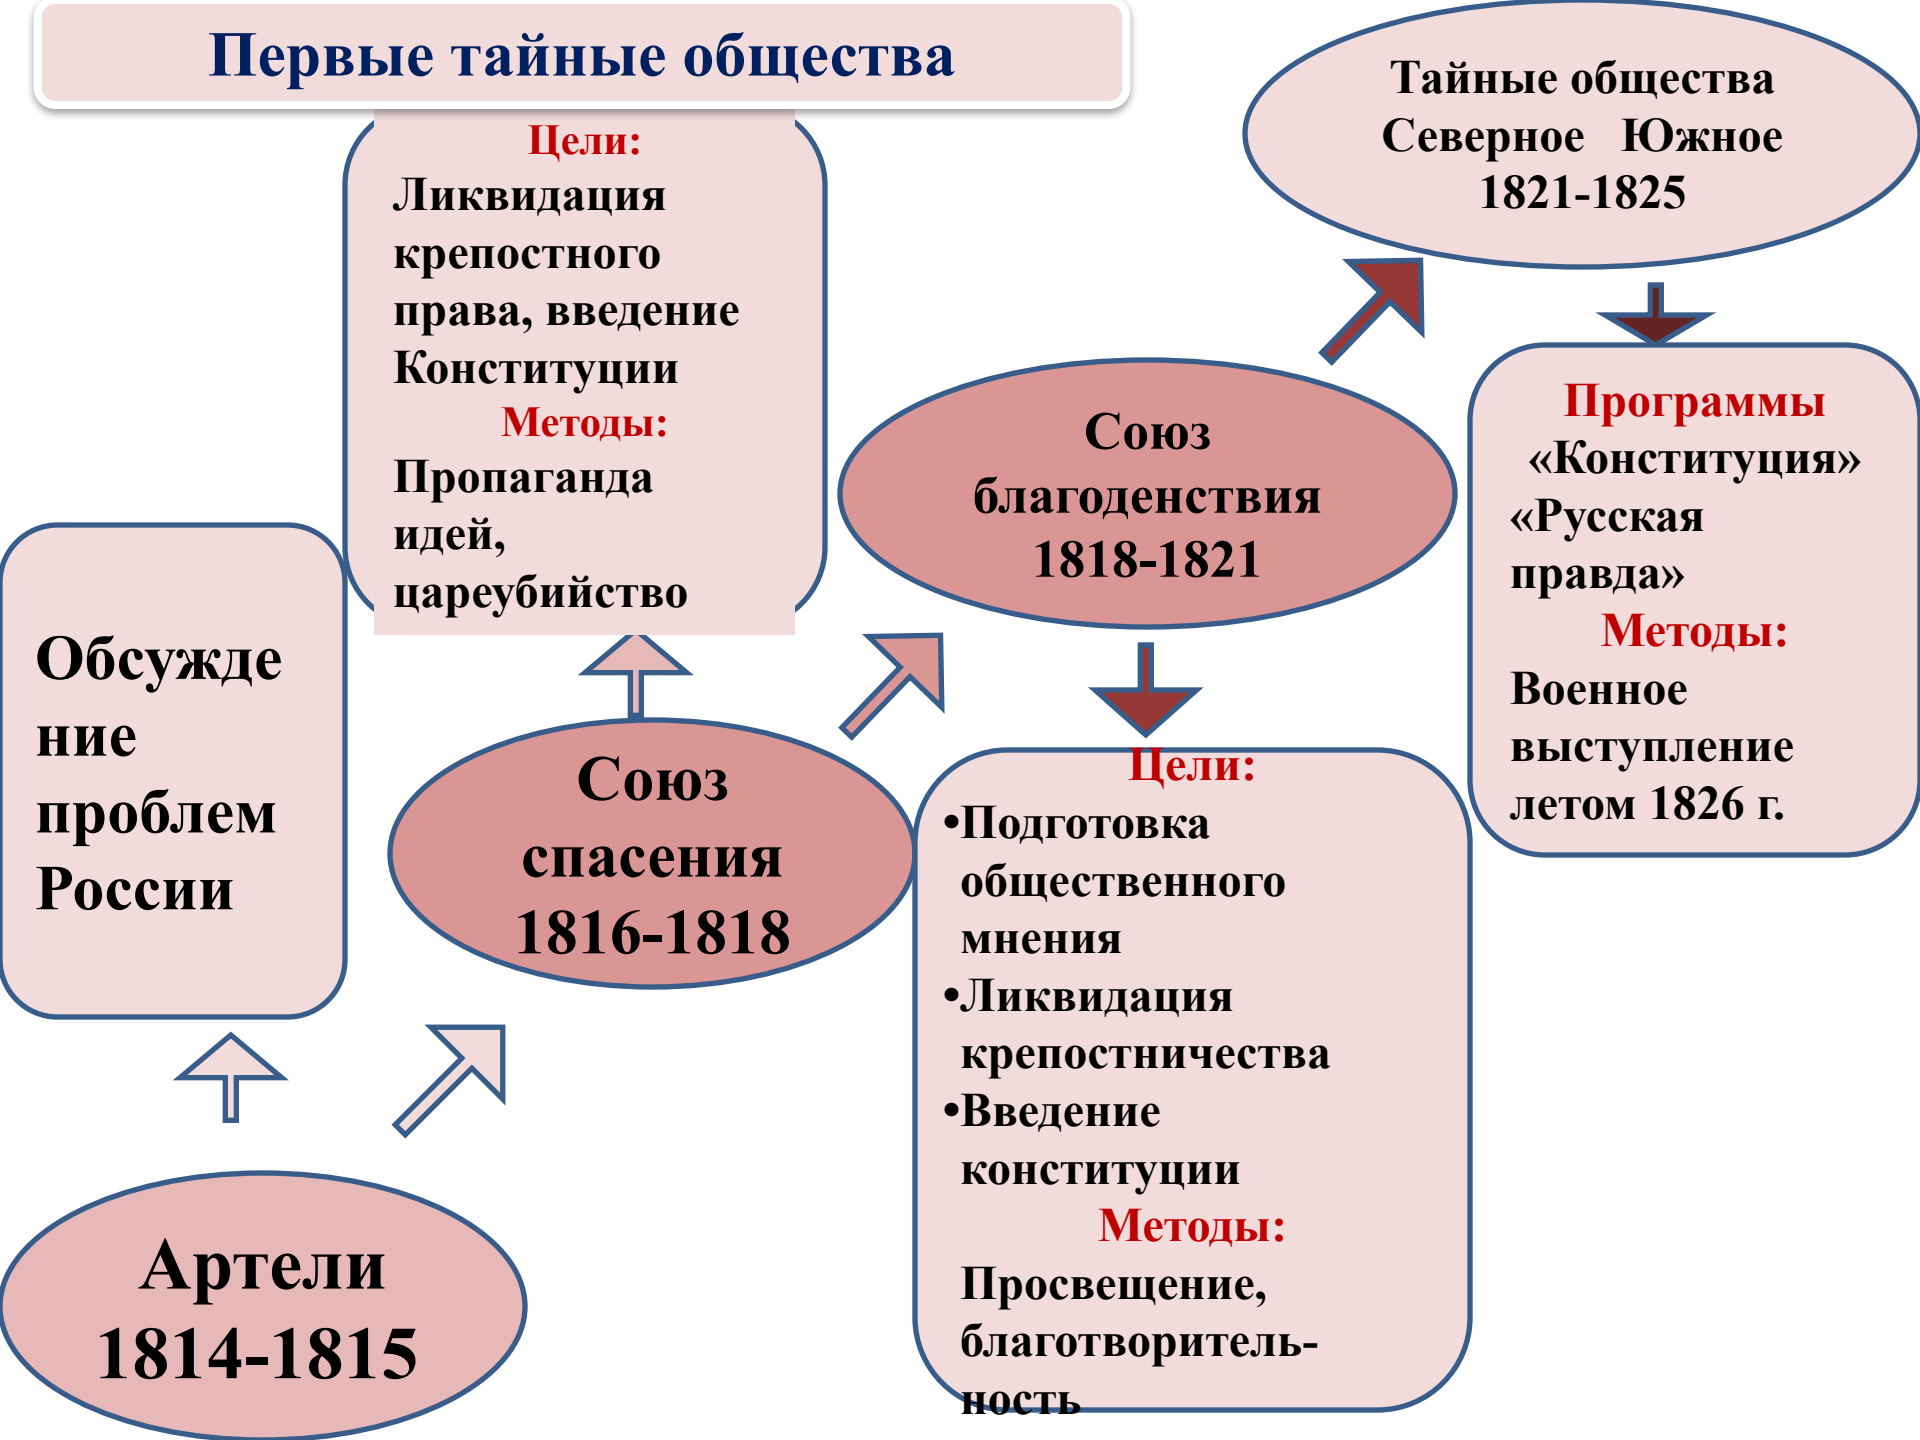 Первые тайные общества
Тайные общества
Северное Южное
1821-1825
Цели:
Ликвидация
крепостного
права, введение
Конституции
Методы:
Пропаганда
идей,
цареубийство
Союз
благоденствия
1818-1821
Программы
«Конституция»
«Русская
правда»
Методы:
Военное
выступление
летом 1826 г.
Обсужде
ние
проблем
России
Союз
спасения
1816-1818
Цели:
•Подготовка
общественного
мнения
•Ликвидация
крепостничества
•Введение
конституции
Методы:
Просвещение,
благотворитель-
ность
Артели
1814-1815